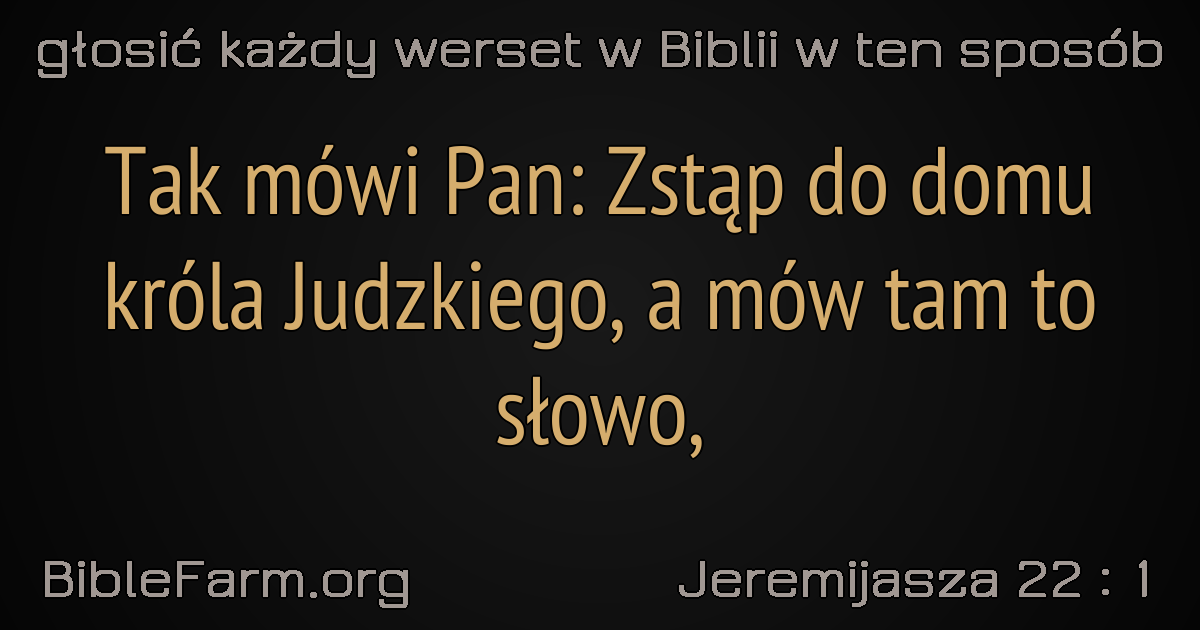 głosić każdy werset w Biblii w ten sposób
Tak mówi Pan: Zstąp do domu
króla Judzkiego, a mów tam to
słowo,
BibleFarm.org
Jeremijasza 22 : 1